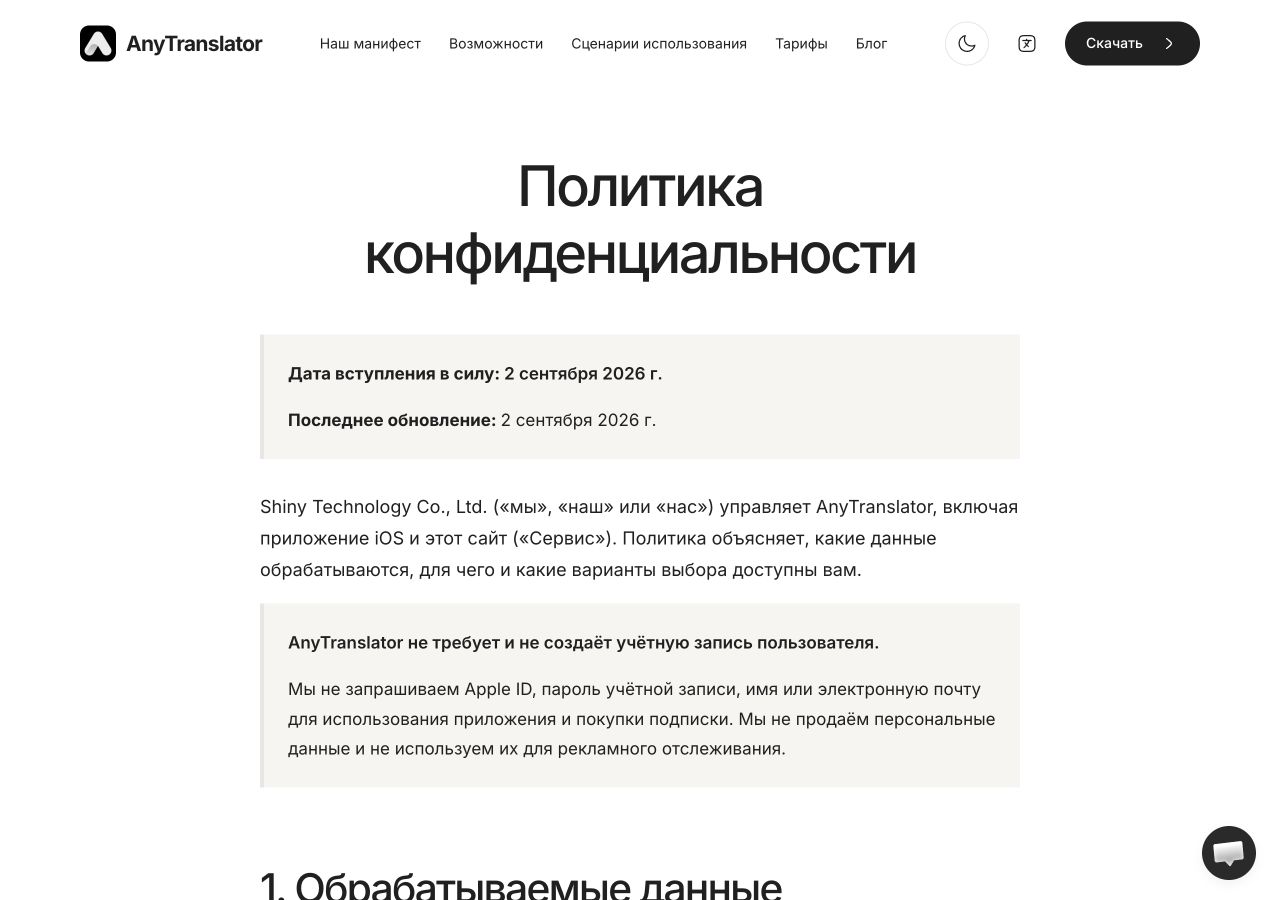 AnyTranslator
Наш манифест
Возможности
Сценарии использования
Тарифы
Блог
Скачать
Политика
конфиденциальности
Дата вступления в силу: 2 сентября 2026 г.
Последнее обновление: 2 сентября 2026 г.
Shiny Technology Co., Ltd. («мы», «наш» или «нас») управляет AnyTranslator, включая
приложение iOS и этот сайт («Сервис»). Политика объясняет, какие данные
обрабатываются, для чего и какие варианты выбора доступны вам.
AnyTranslator не требует и не создаёт учётную запись пользователя.
Мы не запрашиваем Apple ID, пароль учётной записи, имя или электронную почту
для использования приложения и покупки подписки. Мы не продаём персональные
данные и не используем их для рекламного отслеживания.
1. Обрабатываемые данные